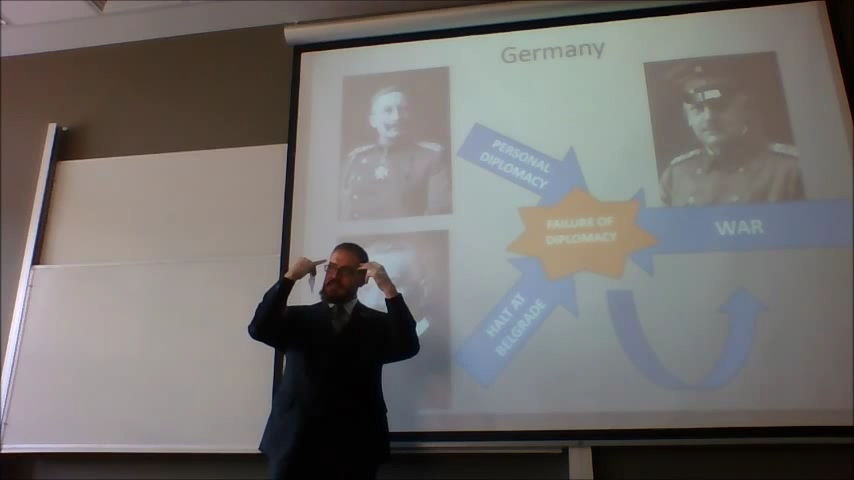 Germany
PERSONAL
DIPLOMACY
FAILURE OF
DIPLOMACY
WAR
HALT AT
BELGRADE